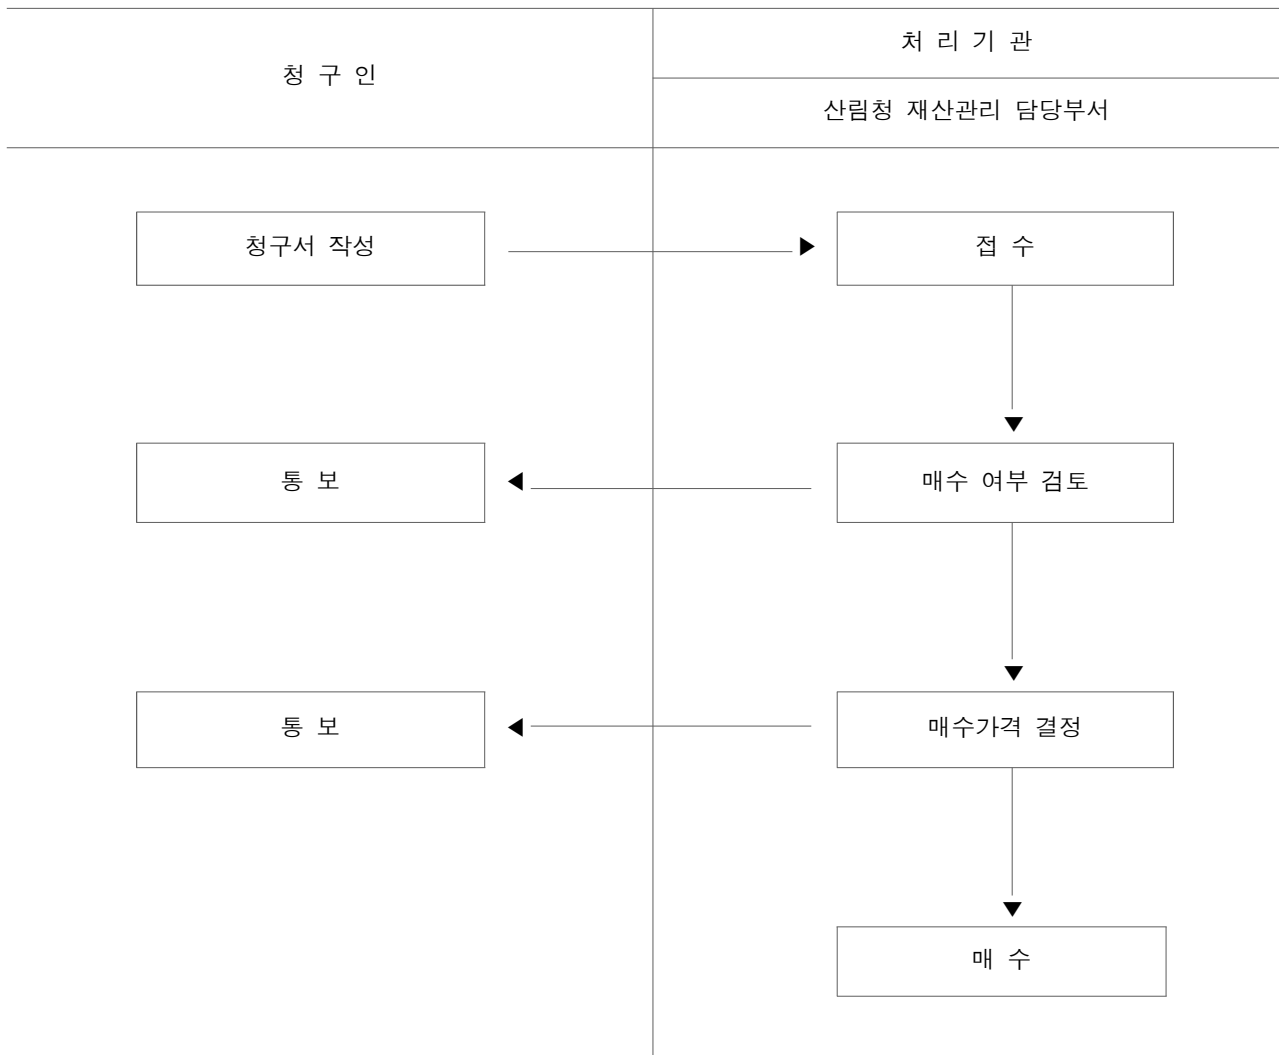 청 구 인
처 리 기 관
산림청 재산관리 담당부서
청구서 작성
접 수
통 보
매수 여부 검토
통 보
매수가격 결정
매 수